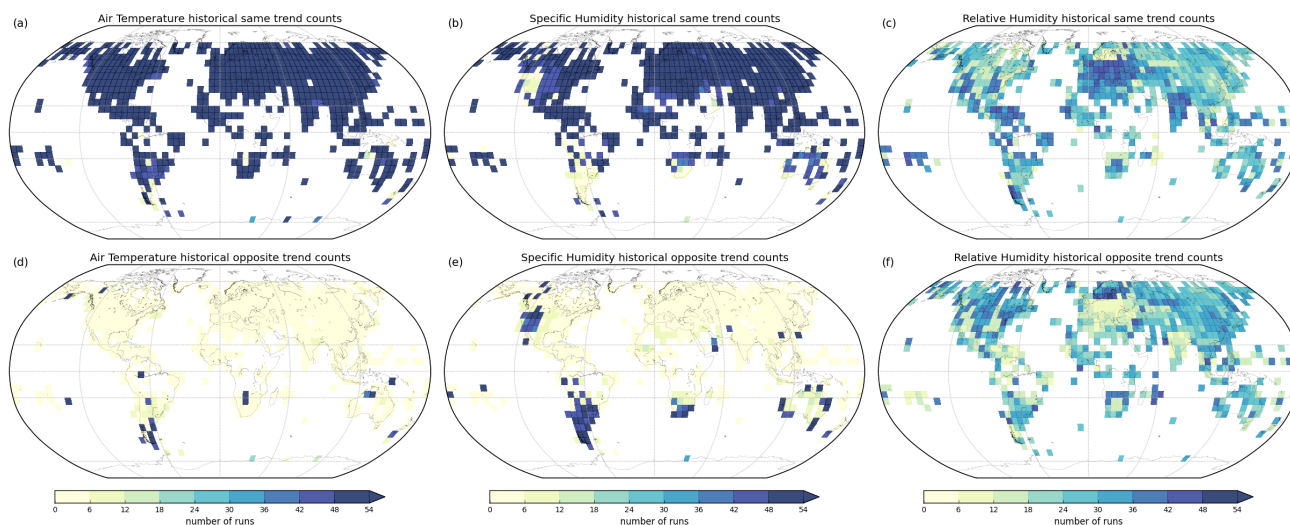 (a) Air Temperature historical same trend counts
(b) Specific Humidity historical same trend counts
(c) Relative Humidity historical same trend counts
(d) Air Temperature historical opposite trend counts
(e) Specific Humidity historical opposite trend counts
(f) Relative Humidity historical opposite trend counts
0 6 12 18 24 30 36 42 48 54
number of runs
0 6 12 18 24 30 36 42 48 54
number of runs
0 6 12 18 24 30 36 42 48 54
number of runs